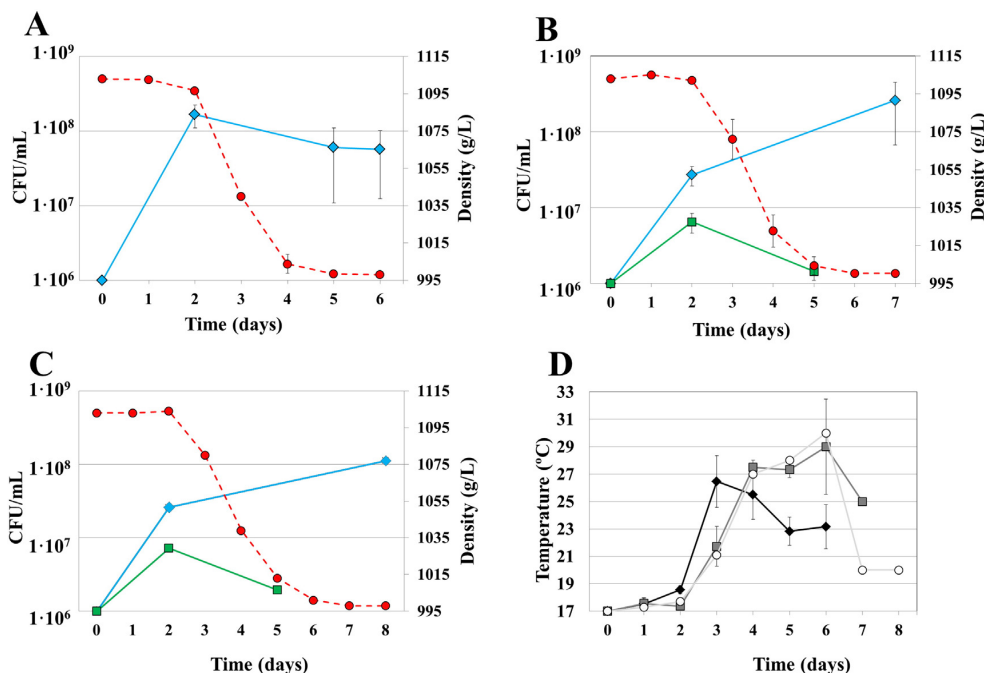 A
1·10⁹
1·10⁸
1·10⁷
1·10⁶
CFU/mL
1115
1095
1075
1055
1035
1015
995
Density (g/L)
0 1 2 3 4 5 6
Time (days)
B
1·10⁹
1·10⁸
1·10⁷
1·10⁶
CFU/mL
1115
1095
1075
1055
1035
1015
995
Density (g/L)
0 1 2 3 4 5 6 7
Time (days)
C
1·10⁹
1·10⁸
1·10⁷
1·10⁶
CFU/mL
1115
1095
1075
1055
1035
1015
995
Density (g/L)
0 1 2 3 4 5 6 7 8
Time (days)
D
33
31
29
27
25
23
21
19
17
Temperature (ºC)
0 1 2 3 4 5 6 7 8
Time (days)